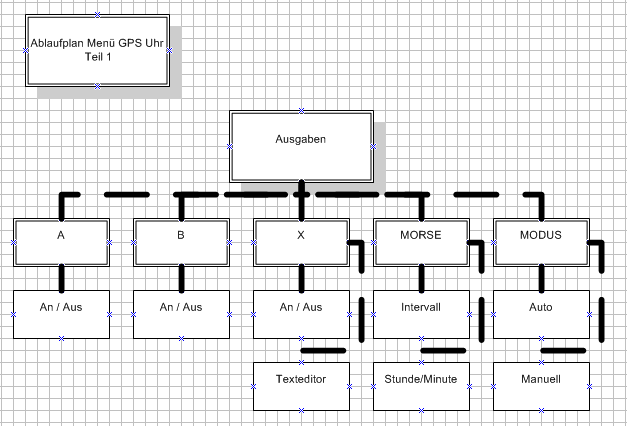 Ablaufplan Menü GPS Uhr
Teil 1
Ausgaben
A
B
X
MORSE
MODUS
An / Aus
An / Aus
An / Aus
Intervall
Auto
Texteditor
Stunde/Minute
Manuell